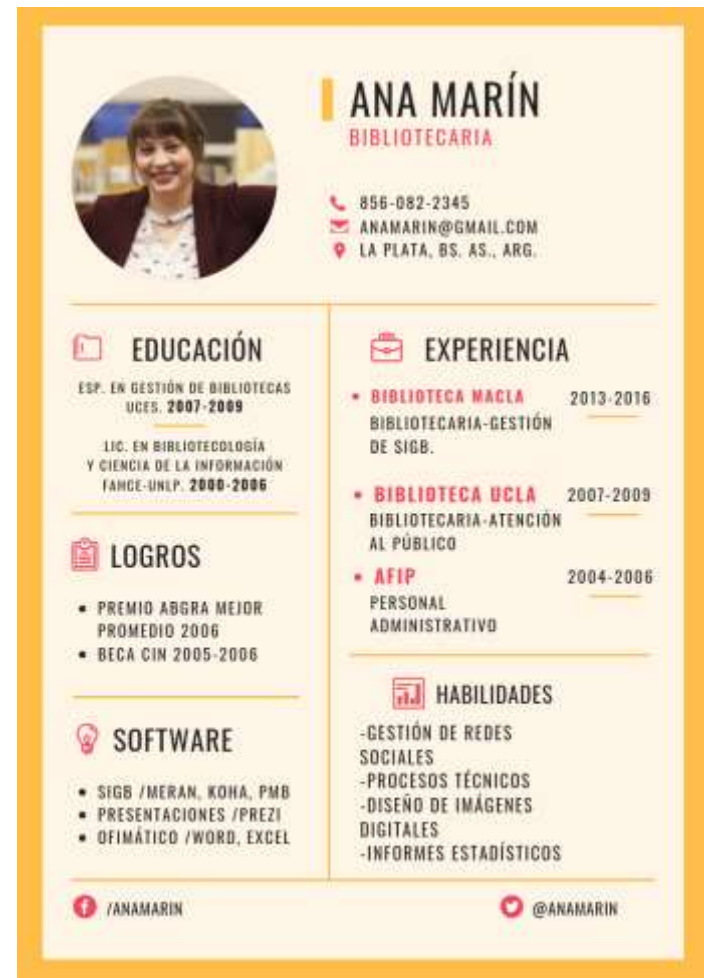 ANA MARÍN
BIBLIOTECARIA
856-082-2345
ANAMARIN@GMAIL.COM
LA PLATA, BS. AS., ARG.
EDUCACIÓN
ESP. EN GESTIÓN DE BIBLIOTECAS
UCES. 2007-2009
LIC. EN BIBLIOTECOLOGÍA
Y CIENCIA DE LA INFORMACIÓN
FAHCE-UNLP. 2000-2006
LOGROS
• PREMIO ABGRA MEJOR
PROMEDIO 2006
• BECA CIN 2005-2006
SOFTWARE
• SIGB /MERAN, KOHA, PMB
• PRESENTACIONES /PREZI
• OFIMÁTICO /WORD, EXCEL
EXPERIENCIA
• BIBLIOTECA MACLA 2013-2016
BIBLIOTECARIA-GESTIÓN
DE SIGB.
• BIBLIOTECA UCLA 2007-2009
BIBLIOTECARIA-ATENCIÓN
AL PÚBLICO
• AFIP 2004-2006
PERSONAL
ADMINISTRATIVO
HABILIDADES
-GESTIÓN DE REDES
SOCIALES
-PROCESOS TÉCNICOS
-DISEÑO DE IMÁGENES
DIGITALES
-INFORMES ESTADÍSTICOS
/ANAMARIN
@ANAMARIN